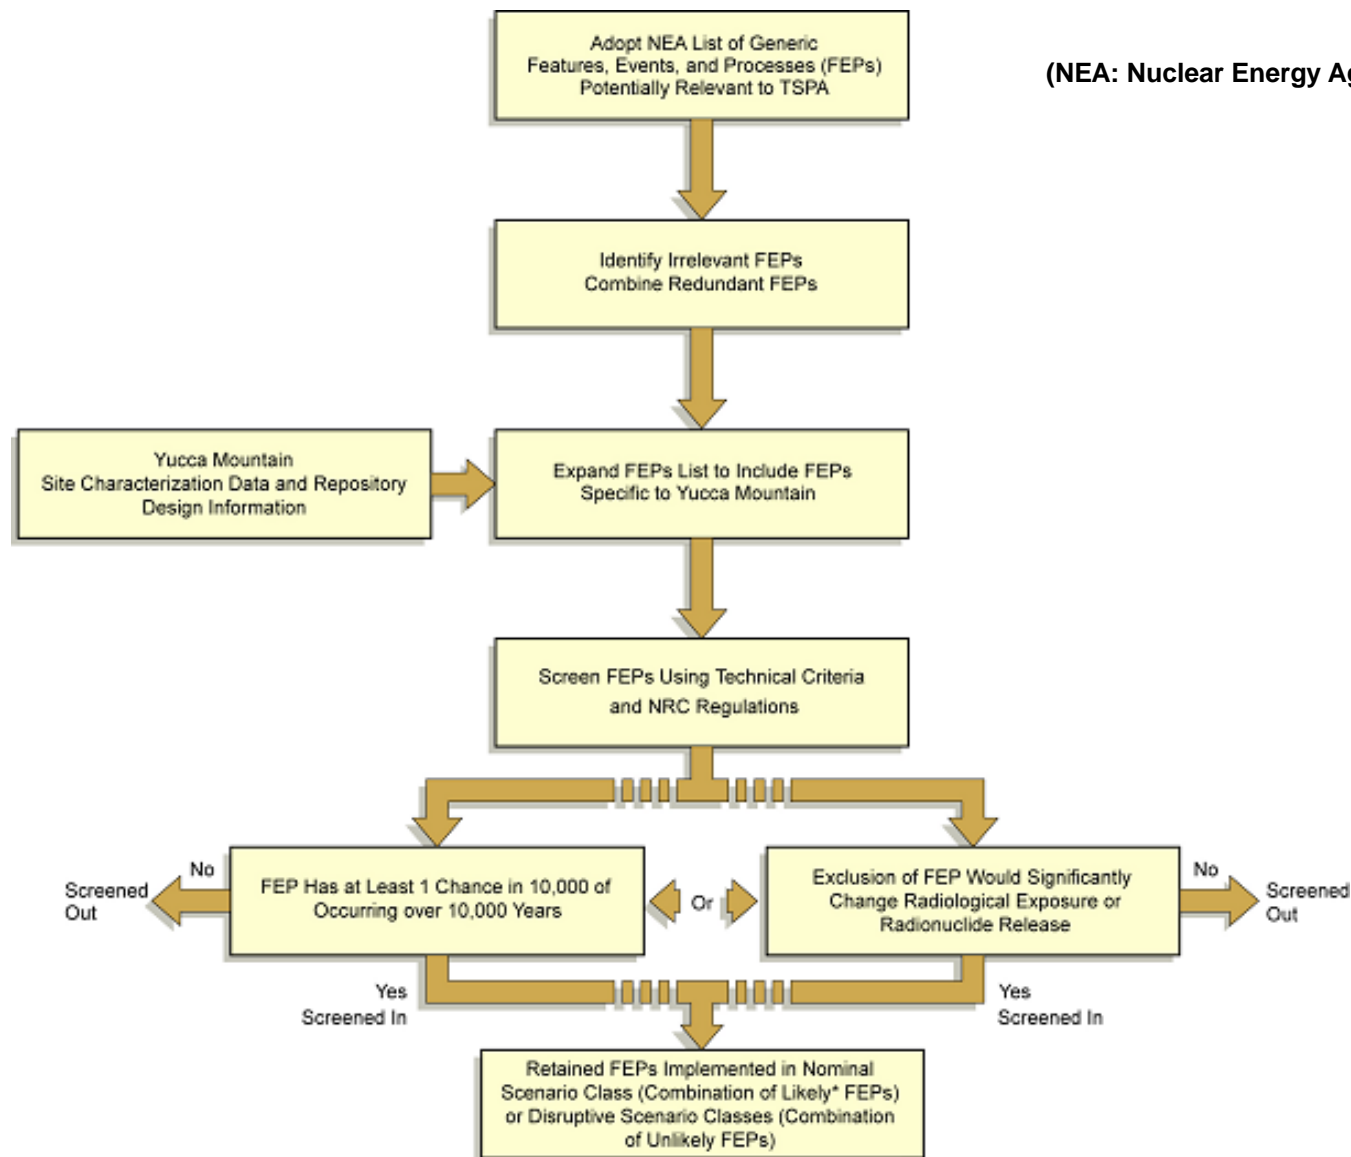 Adopt NEA List of Generic
Features, Events, and Processes (FEPs)
Potentially Relevant to TSPA
(NEA: Nuclear Energy Ag
Identify Irrelevant FEPs
Combine Redundant FEPs
Yucca Mountain
Site Characterization Data and Repository
Design Information
Expand FEPs List to Include FEPs
Specific to Yucca Mountain
Screen FEPs Using Technical Criteria
and NRC Regulations
No
Screened
Out
FEP Has at Least 1 Chance in 10,000 of
Occurring over 10,000 Years
Or
Exclusion of FEP Would Significantly
Change Radiological Exposure or
Radionuclide Release
No
Screened
Out
Yes
Screened In
Yes
Screened In
Retained FEPs Implemented in Nominal
Scenario Class (Combination of Likely* FEPs)
or Disruptive Scenario Classes (Combination
of Unlikely FEPs)